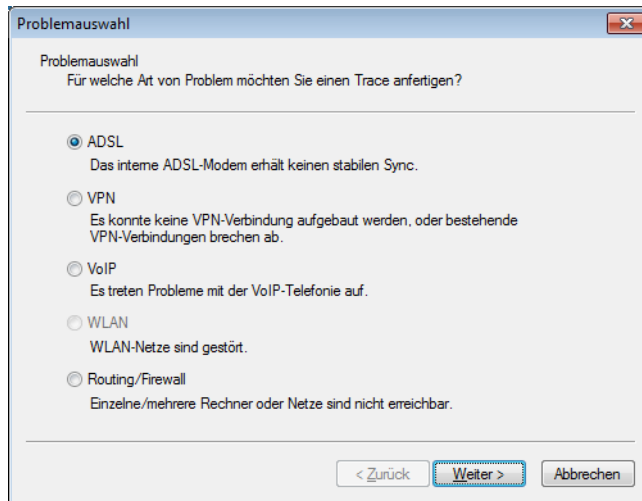 Problemauswahl
Problemauswahl
Für welche Art von Problem möchten Sie einen Trace anfertigen?
ADSL
Das interne ADSL-Modem erhält keinen stabilen Sync.
VPN
Es konnte keine VPN-Verbindung aufgebaut werden, oder bestehende
VPN-Verbindungen brechen ab.
VoIP
Es treten Probleme mit der VoIP-Telefonie auf.
WLAN
WLAN-Netze sind gestört.
Routing/Firewall
Einzelne/mehrere Rechner oder Netze sind nicht erreichbar.
< Zurück Weiter > Abbrechen